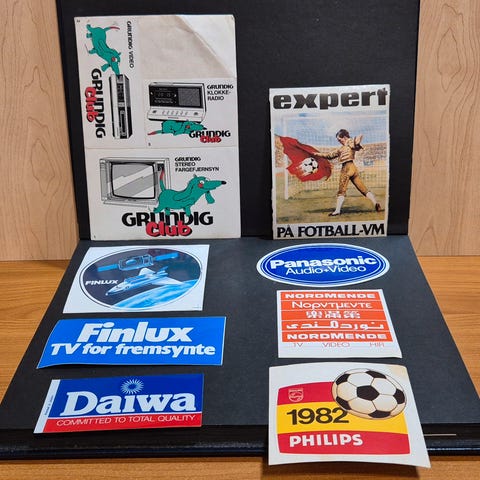 GRUNDIG VIDEO
GRUNDIG
Club
GRUNDIG
KLOKKE-
RADIO
GRUNDIG
Club
GRUNDIG
STEREO
FARGEFJERNSYN
GRUNDIG
Club
expert
PÅ FOTBALL-VM
FINLUX
Panasonic
Audio•Video
NORDMENDE
NORDMENDE
TV VIDEO HIFI
Finlux
TV for fremsynte
Daiwa
COMMITTED TO TOTAL QUALITY
PHILIPS
1982
PHILIPS